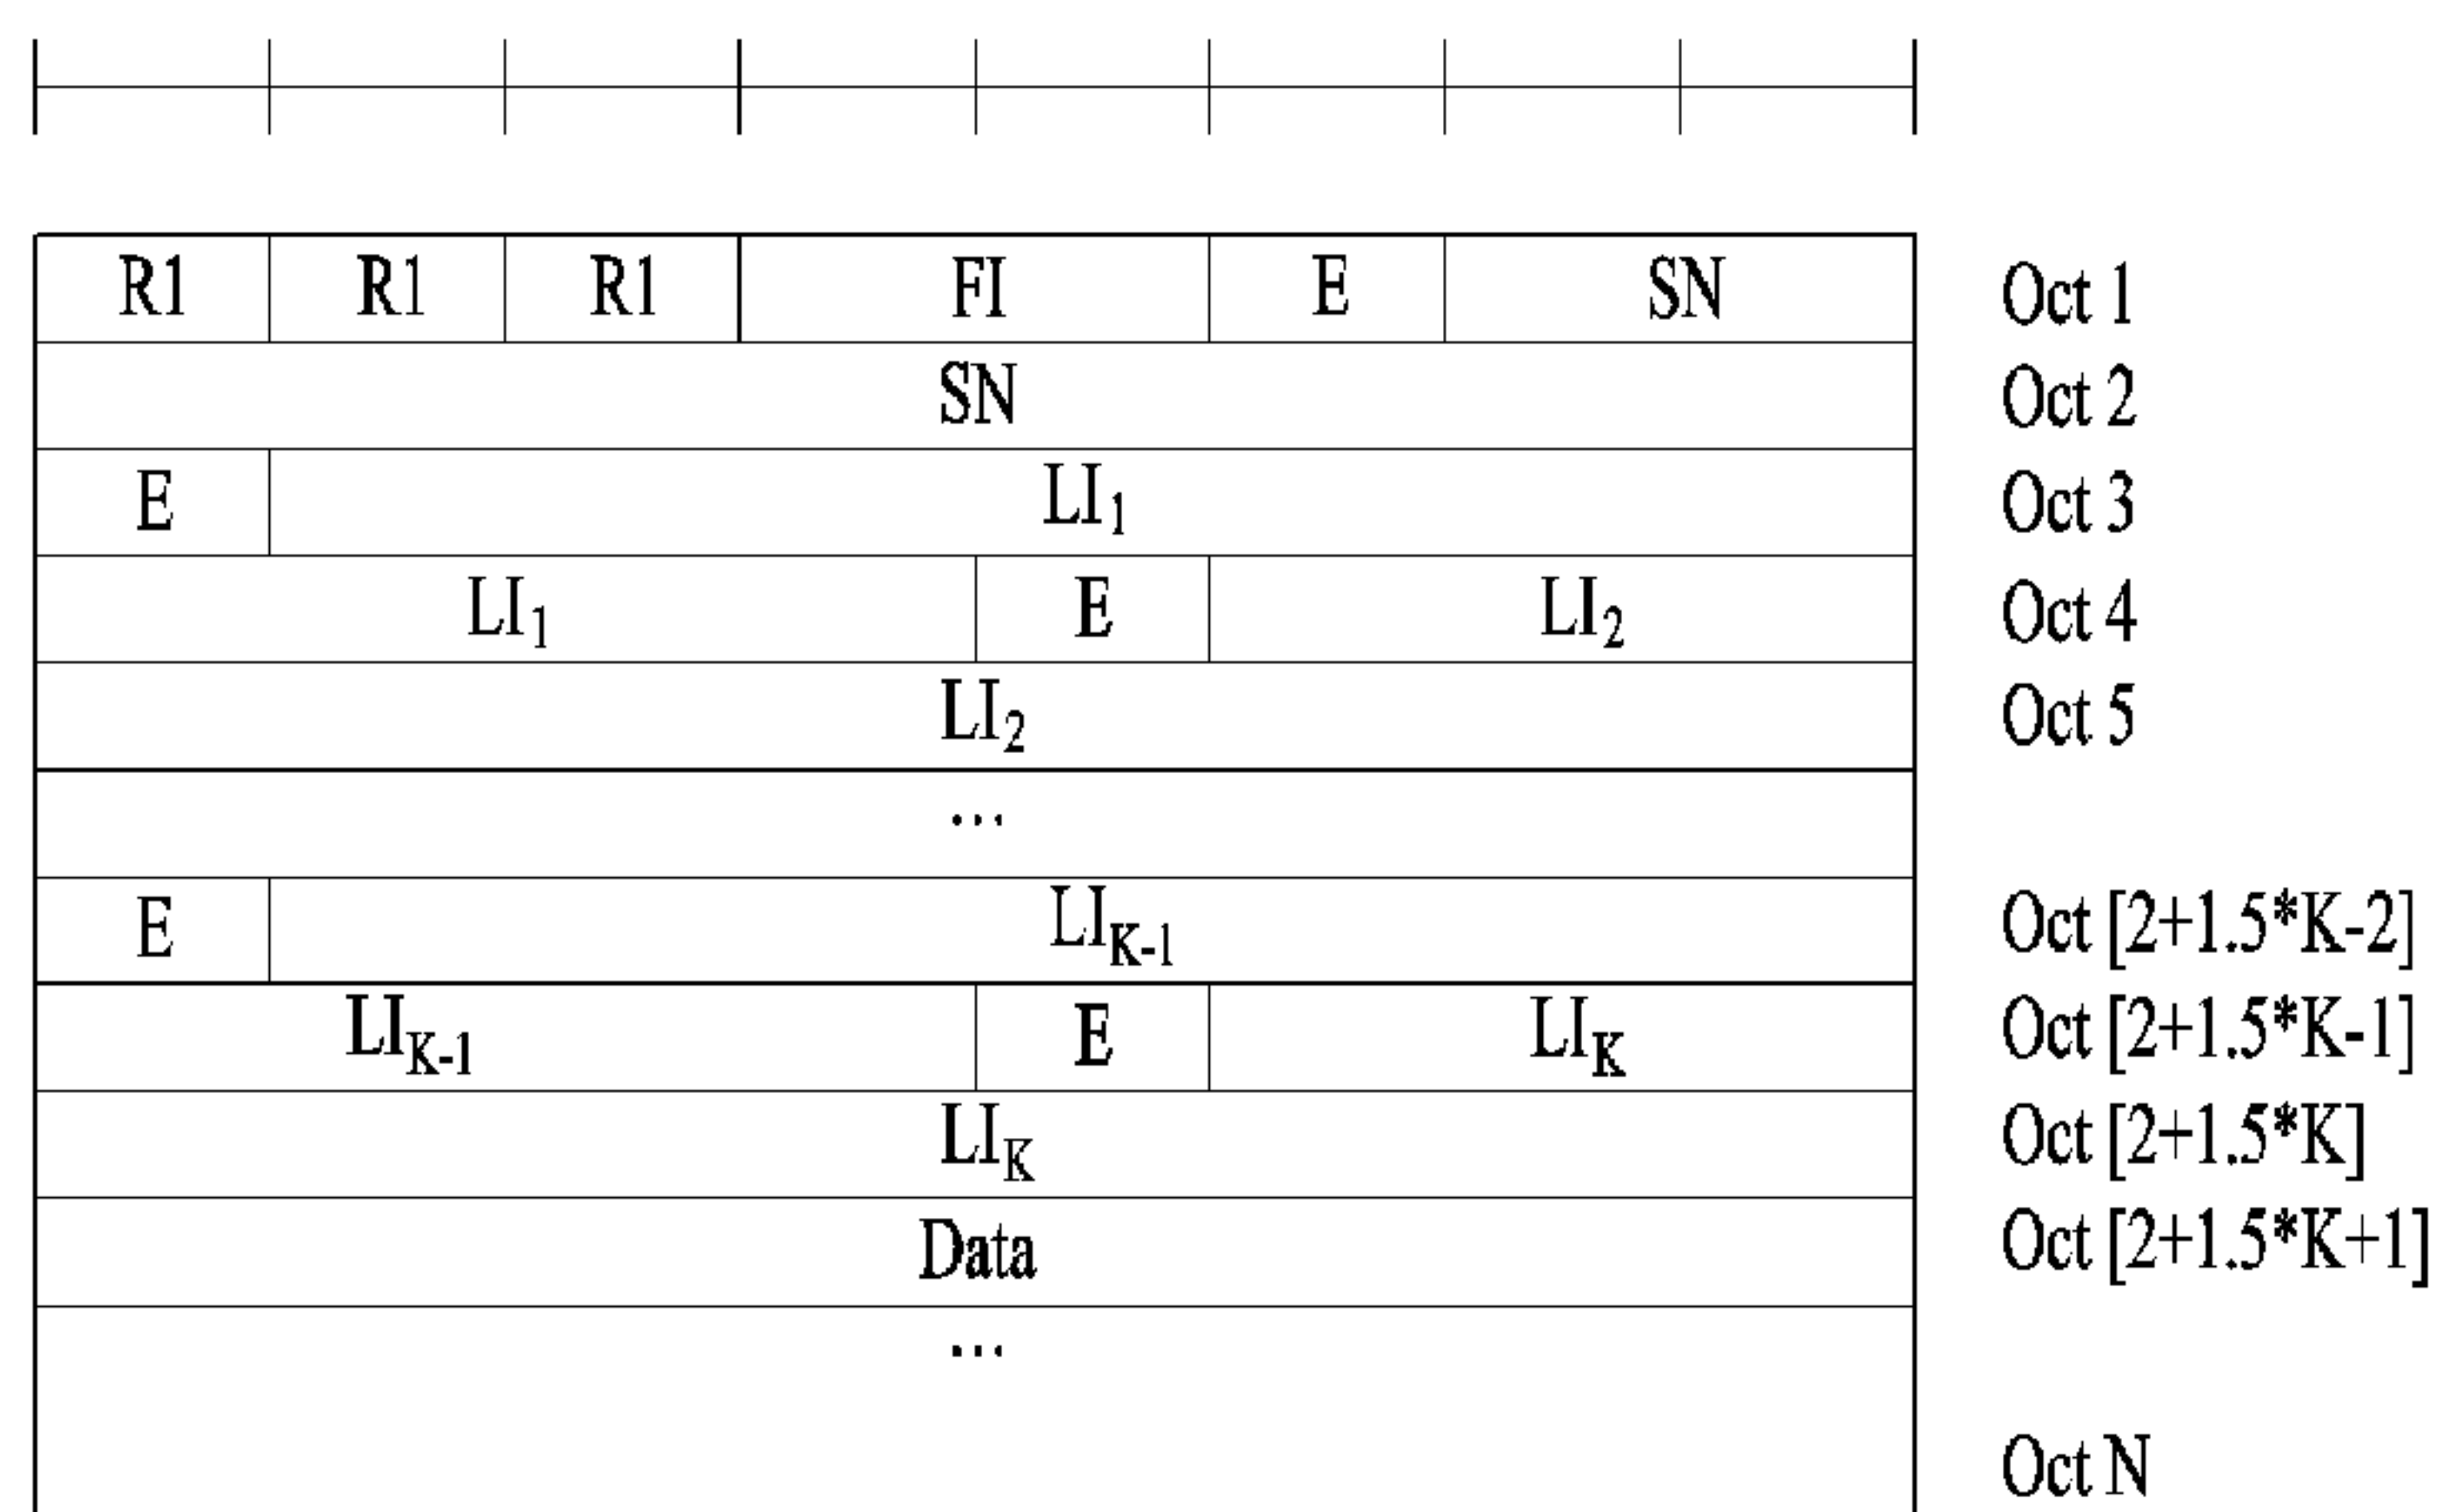 R1 R1 R1 FI E SN Oct 1
SN Oct 2
E LI1 Oct 3
LI1 E LI2 Oct 4
LI2 Oct 5
...
E LIK-1 Oct [2+1.5*K-2]
LIK-1 E LIK Oct [2+1.5*K-1]
LIK Oct [2+1.5*K]
Data Oct [2+1.5*K+1]
...
Oct N